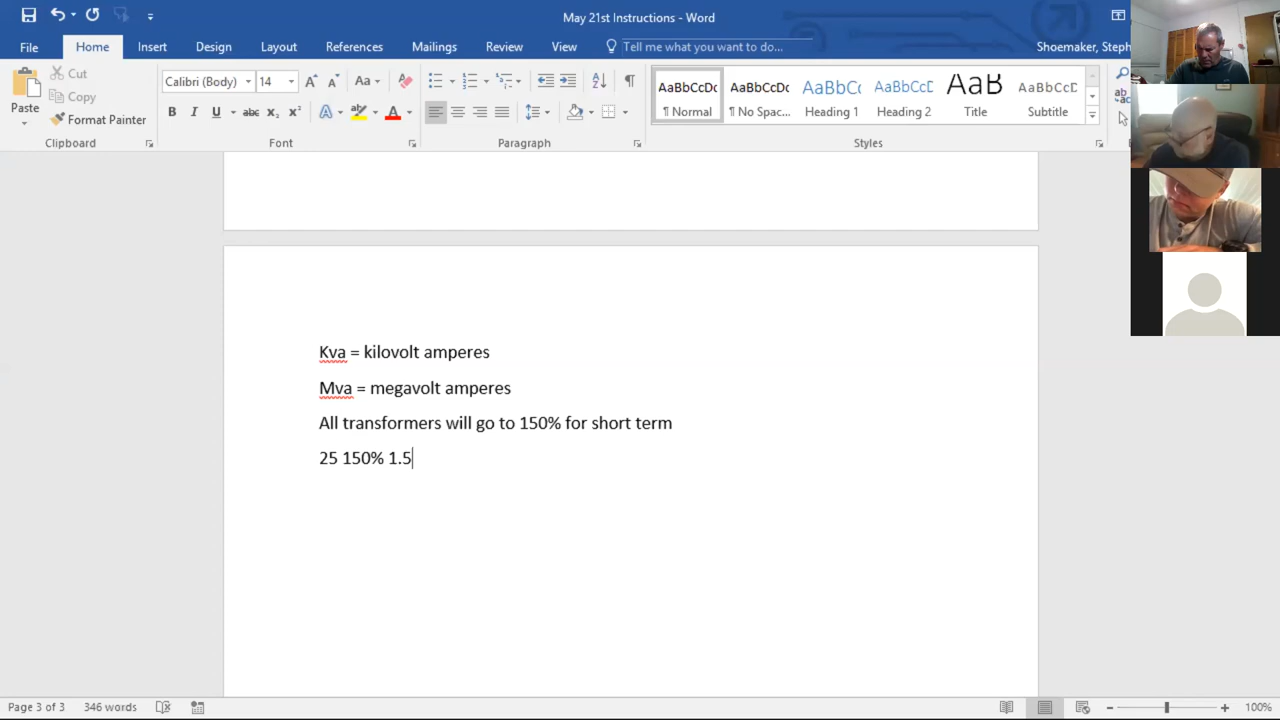 May 21st Instructions - Word
Shoemaker, Steph
File Home Insert Design Layout References Mailings Review View Tell me what you want to do...
Paste
Cut
Copy
Format Painter
Clipboard
Calibri (Body) 14
Font
Paragraph
AaBbCcDc AaBbCcDc AaBbC AaBbCcD AaB AaBbCcD
¶ Normal ¶ No Spac... Heading 1 Heading 2 Title Subtitle
Styles
Kva = kilovolt amperes
Mva = megavolt amperes
All transformers will go to 150% for short term
25 150% 1.5
Page 3 of 3 346 words 100%